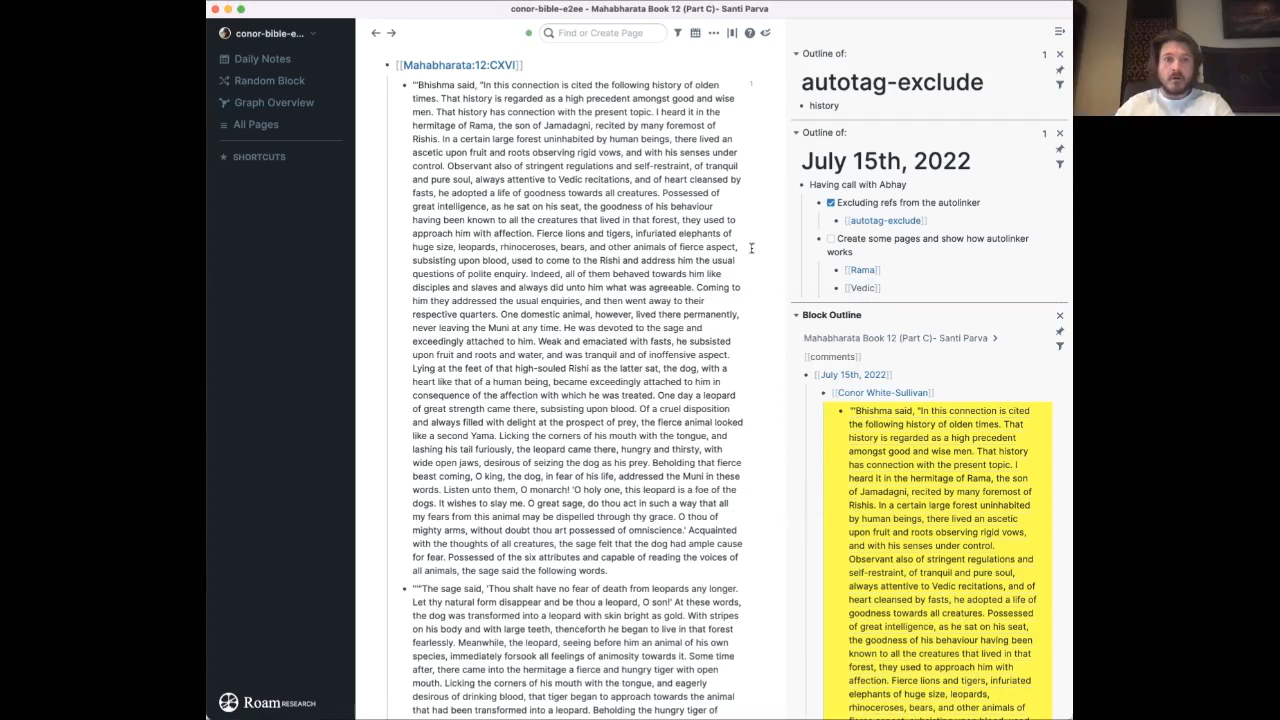 conor-bible-e2ee - Mahabharata Book 12 (Part C)- Santi Parva
conor-bible-e...
Daily Notes
Random Block
Graph Overview
All Pages
SHORTCUTS
Roam RESEARCH
Find or Create Page
[[Mahabharata:12:CXVI]]
"'Bhishma said, "In this connection is cited the following history of olden
times. That history is regarded as a high precedent amongst good and wise
men. That history has connection with the present topic. I heard it in the
hermitage of Rama, the son of Jamadagni, recited by many foremost of
Rishis. In a certain large forest uninhabited by human beings, there lived an
ascetic upon fruit and roots observing rigid vows, and with his senses under
control. Observant also of stringent regulations and self-restraint, of tranquil
and pure soul, always attentive to Vedic recitations, and of heart cleansed by
fasts, he adopted a life of goodness towards all creatures. Possessed of
great intelligence, as he sat on his seat, the goodness of his behaviour
having been known to all the creatures that lived in that forest, they used to
approach him with affection. Fierce lions and tigers, infuriated elephants of
huge size, leopards, rhinoceroses, bears, and other animals of fierce aspect,
subsisting upon blood, used to come to the Rishi and address him the usual
questions of polite enquiry. Indeed, all of them behaved towards him like
disciples and slaves and always did unto him what was agreeable. Coming to
him they addressed the usual enquiries, and then went away to their
respective quarters. One domestic animal, however, lived there permanently,
never leaving the Muni at any time. He was devoted to the sage and
exceedingly attached to him. Weak and emaciated with fasts, he subsisted
upon fruit and roots and water, and was tranquil and of inoffensive aspect.
Lying at the feet of that high-souled Rishi as the latter sat, the dog, with a
heart like that of a human being, became exceedingly attached to him in
consequence of the affection with which he was treated. One day a leopard
of great strength came there, subsisting upon blood. Of a cruel disposition
and always filled with delight at the prospect of prey, the fierce animal looked
like a second Yama. Licking the corners of his mouth with the tongue, and
lashing his tail furiously, the leopard came there, hungry and thirsty, with
wide open jaws, desirous of seizing the dog as his prey. Beholding that fierce
beast coming, O king, the dog, in fear of his life, addressed the Muni in these
words. Listen unto them, O monarch! 'O holy one, this leopard is a foe of the
dogs. It wishes to slay me. O great sage, do thou act in such a way that all
my fears from this animal may be dispelled through thy grace. O thou of
mighty arms, without doubt thou art possessed of omniscience.' Acquainted
with the thoughts of all creatures, the sage felt that the dog had ample cause
for fear. Possessed of the six attributes and capable of reading the voices of
all animals, the sage said the following words.
1
"'"The sage said, 'Thou shalt have no fear of death from leopards any longer.
Let thy natural form disappear and be thou a leopard, O son!' At these words,
the dog was transformed into a leopard with skin bright as gold. With stripes
on his body and with large teeth, thenceforth he began to live in that forest
fearlessly. Meanwhile, the leopard, seeing before him an animal of his own
species, immediately forsook all feelings of animosity towards it. Some time
after, there came into the hermitage a fierce and hungry tiger with open
mouth. Licking the corners of his mouth with the tongue, and eagerly
desirous of drinking blood, that tiger began to approach towards the animal
that had been transformed into a leopard. Beholding the hungry tiger of
Outline of: 1
autotag-exclude
history
Outline of: 1
July 15th, 2022
Having call with Abhay
Excluding refs from the autolinker
[[autotag-exclude]]
Create some pages and show how autolinker
works
[[Rama]]
[[Vedic]]
Block Outline
Mahabharata Book 12 (Part C)- Santi Parva
[[comments]]
[[July 15th, 2022]]
[[Conor White-Sullivan]]
"'Bhishma said, "In this connection is cited
the following history of olden times. That
history is regarded as a high precedent
amongst good and wise men. That history
has connection with the present topic. I
heard it in the hermitage of Rama, the son
of Jamadagni, recited by many foremost of
Rishis. In a certain large forest uninhabited
by human beings, there lived an ascetic
upon fruit and roots observing rigid vows,
and with his senses under control.
Observant also of stringent regulations and
self-restraint, of tranquil and pure soul,
always attentive to Vedic recitations, and of
heart cleansed by fasts, he adopted a life of
goodness towards all creatures. Possessed
of great intelligence, as he sat on his seat,
the goodness of his behaviour having been
known to all the creatures that lived in that
forest, they used to approach him with
affection. Fierce lions and tigers, infuriated
elephants of huge size, leopards,
rhinoceroses, bears, and other animals of